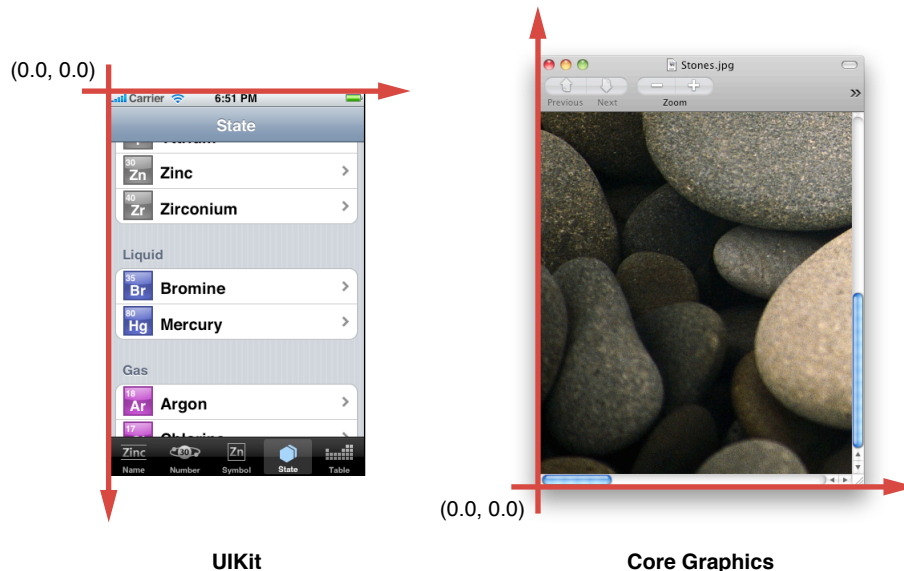 (0.0, 0.0)
Carrier 6:51 PM
State
30
Zn Zinc
40
Zr Zirconium
Liquid
35
Br Bromine
80
Hg Mercury
Gas
18
Ar Argon
17
Zinc 30 Zn
Name Number Symbol State Table
UIKit
Stones.jpg
Previous Next Zoom
(0.0, 0.0)
Core Graphics